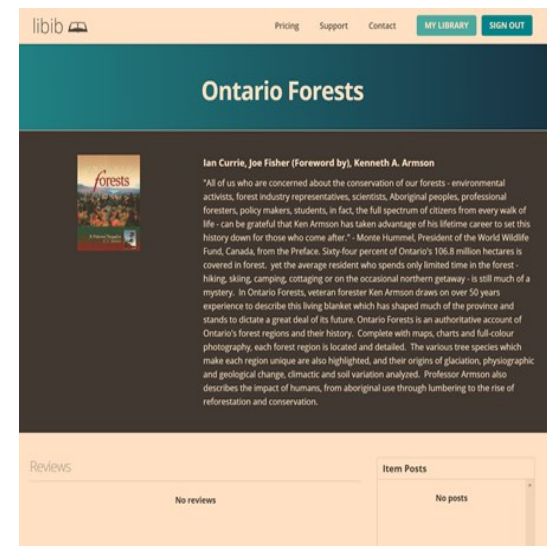 libib
Pricing Support Contact MY LIBRARY SIGN OUT
Ontario Forests
forests
Ian Currie, Joe Fisher (Foreword by), Kenneth A. Armson
"All of us who are concerned about the conservation of our forests - environmental
activists, forest industry representatives, scientists, Aboriginal peoples, professional
foresters, policy makers, students, in fact, the full spectrum of citizens from every walk of
life - can be grateful that Ken Armson has taken advantage of his lifetime career to set this
history down for those who come after." - Monte Hummel, President of the World Wildlife
Fund, Canada, from the Preface. Sixty-four percent of Ontario's 106.8 million hectares is
covered in forest. yet the average resident who spends only limited time in the forest -
hiking, skiing, camping, cottaging or on the occasional northern getaway - is still much of a
mystery. In Ontario Forests, veteran forester Ken Armson draws on over 50 years
experience to describe this living blanket which has shaped much of the province and
stands to dictate a great deal of its future. Ontario Forests is an authoritative account of
Ontario's forest regions and their history. Complete with maps, charts and full-colour
photography, each forest region is located and detailed. The various tree species which
make each region unique are also highlighted, and their origins of glaciation, physiographic
and geological change, climactic and soil variation analyzed. Professor Armson also
describes the impact of humans, from aboriginal use through lumbering to the rise of
reforestation and conservation.
Reviews
No reviews
Item Posts
No posts